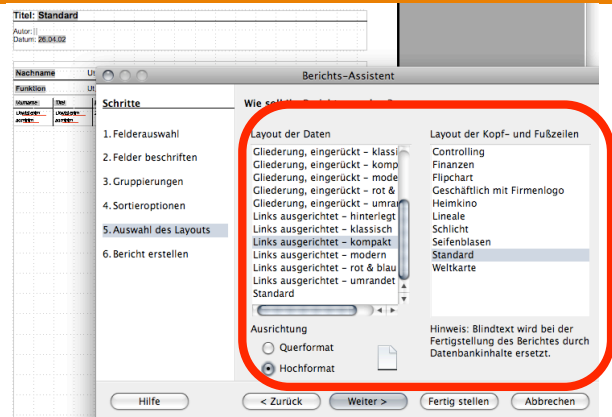 Titel: Standard
Autor:
Datum: 26.04.02
Nachname
Funktion
Berichts-Assistent
Schritte
1. Felderauswahl
2. Felder beschriften
3. Gruppierungen
4. Sortieroptionen
5. Auswahl des Layouts
6. Bericht erstellen
Wie soll
Layout der Daten
Gliederung, eingerückt – klassi
Gliederung, eingerückt – komp
Gliederung, eingerückt – mode
Gliederung, eingerückt – rot &
Gliederung, eingerückt – umra
Links ausgerichtet – hinterlegt
Links ausgerichtet – klassisch
Links ausgerichtet – kompakt
Links ausgerichtet – modern
Links ausgerichtet – rot & blau
Links ausgerichtet – umrandet
Standard
Layout der Kopf- und Fußzeilen
Controlling
Finanzen
Flipchart
Geschäftlich mit Firmenlogo
Heimkino
Lineale
Schlicht
Seifenblasen
Standard
Weltkarte
Ausrichtung
Querformat
Hochformat
Hinweis: Blindtext wird bei der
Fertigstellung des Berichtes durch
Datenbankinhalte ersetzt.
Hilfe
< Zurück
Weiter >
Fertig stellen
Abbrechen